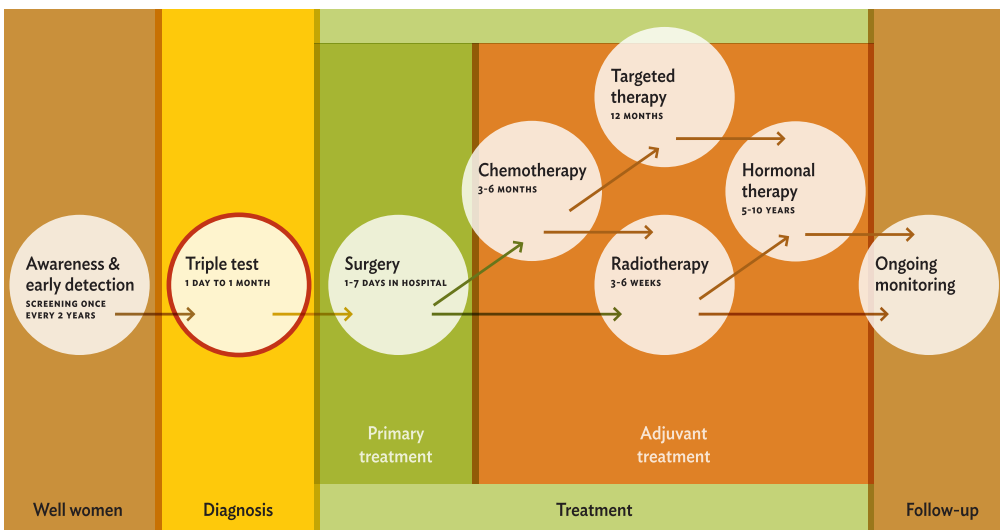 Awareness &
early detection
SCREENING ONCE
EVERY 2 YEARS
Triple test
1 DAY TO 1 MONTH
Surgery
1-7 DAYS IN HOSPITAL
Chemotherapy
3-6 MONTHS
Targeted
therapy
12 MONTHS
Radiotherapy
3-6 WEEKS
Hormonal
therapy
5-10 YEARS
Ongoing
monitoring
Primary
treatment
Adjuvant
treatment
Well women
Diagnosis
Treatment
Follow-up